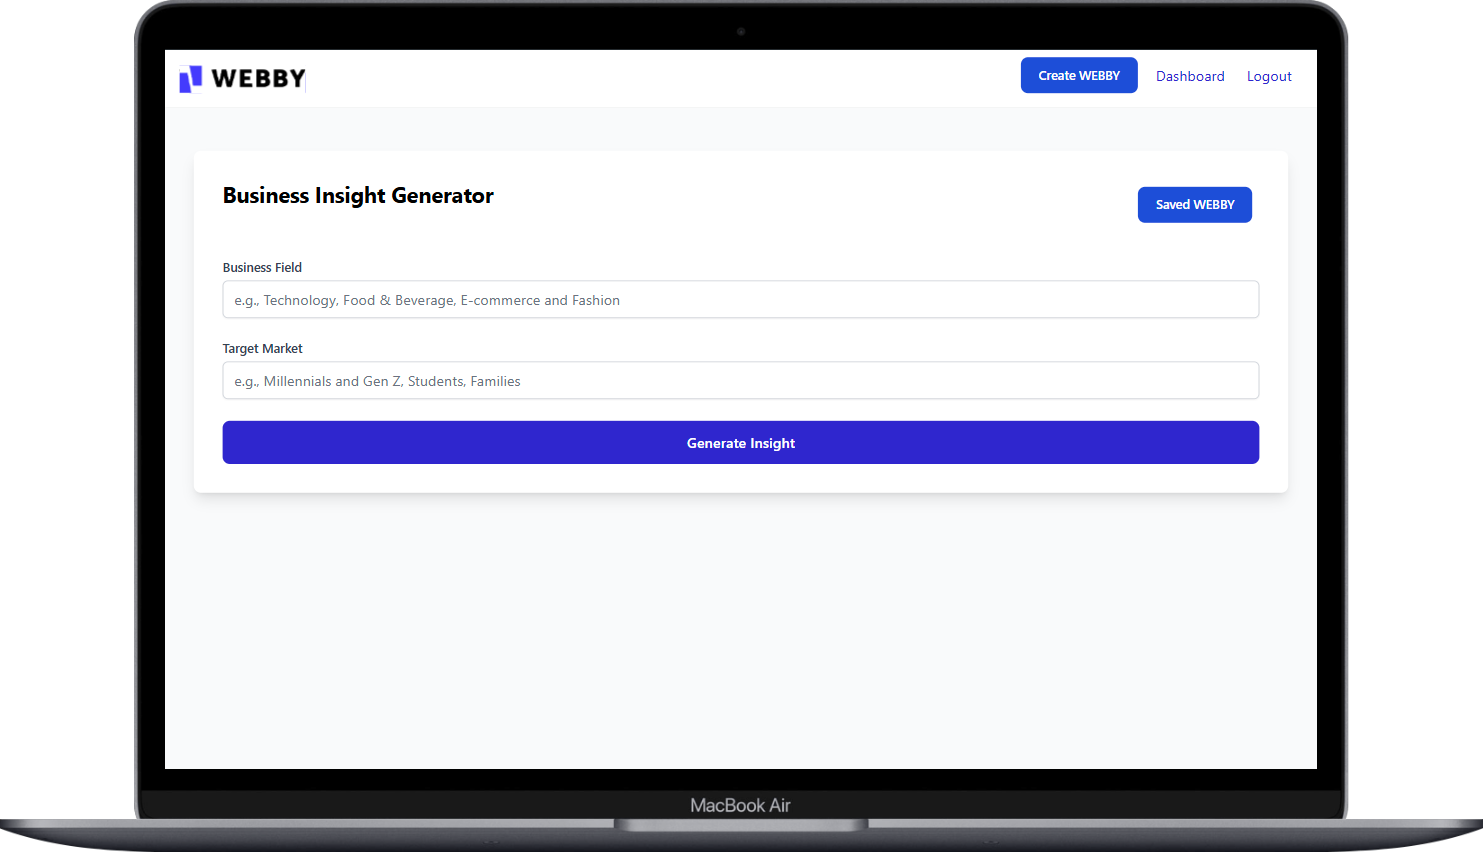 WEBBY
Create WEBBY
Dashboard
Logout
Business Insight Generator
Saved WEBBY
Business Field
e.g., Technology, Food & Beverage, E-commerce and Fashion
Target Market
e.g., Millennials and Gen Z, Students, Families
Generate Insight
MacBook Air